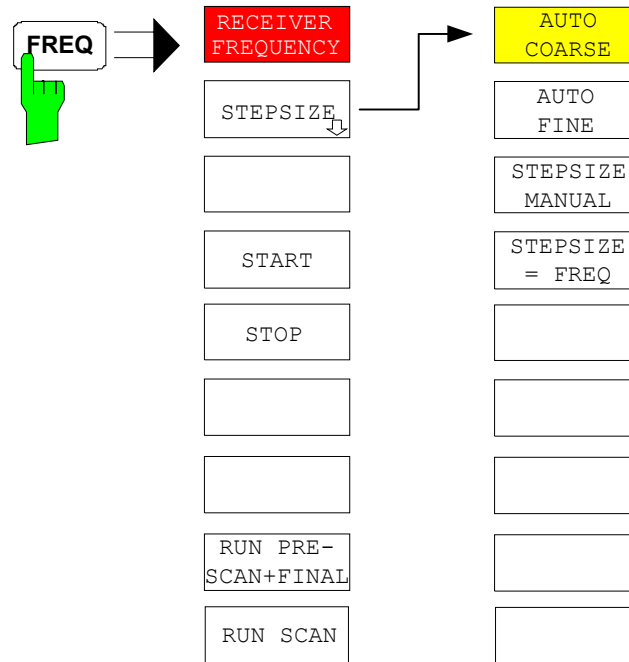 FREQ
RECEIVER
FREQUENCY
STEPSIZE
START
STOP
RUN PRE-
SCAN+FINAL
RUN SCAN
AUTO
COARSE
AUTO
FINE
STEPSIZE
MANUAL
STEPSIZE
= FREQ